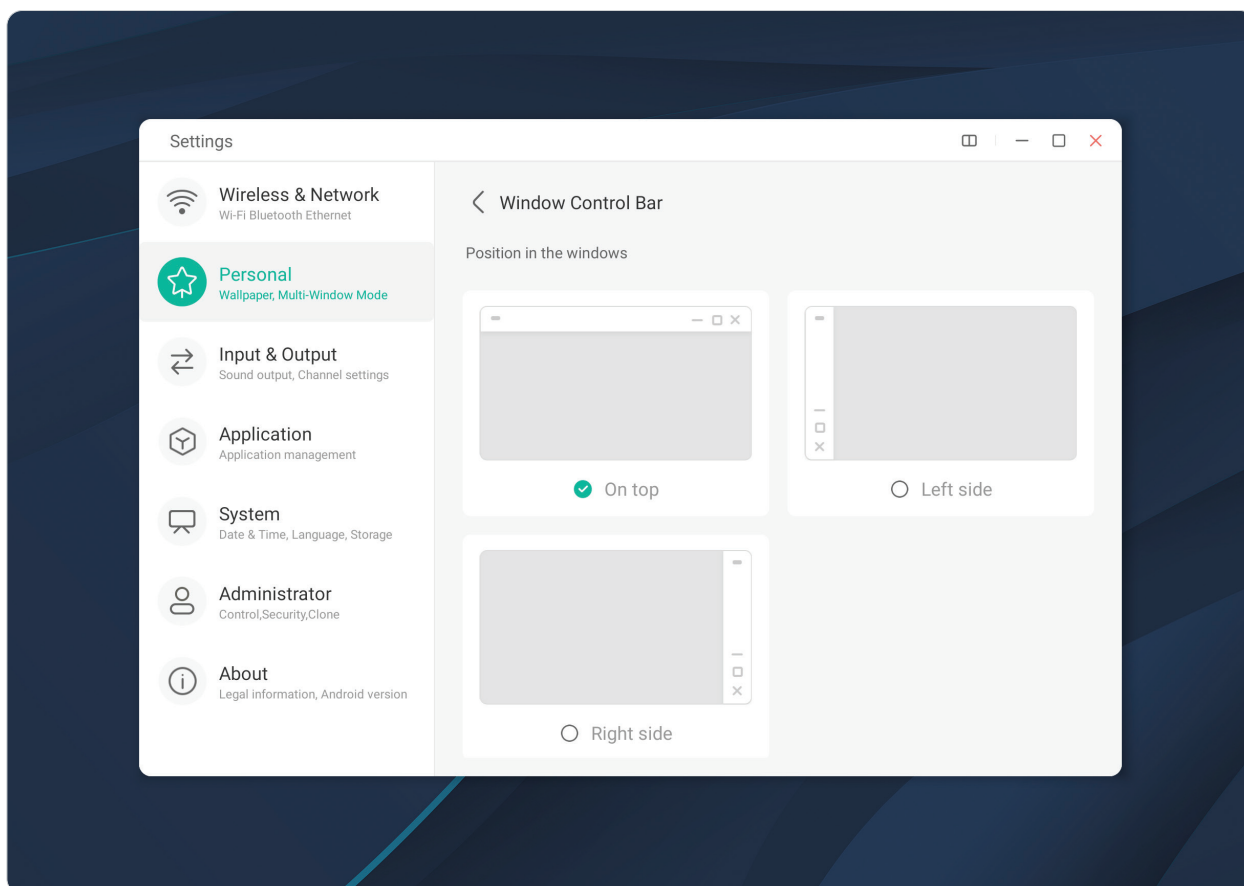 Settings
Wireless & Network
Wi-Fi Bluetooth Ethernet
Personal
Wallpaper, Multi-Window Mode
Input & Output
Sound output, Channel settings
Application
Application management
System
Date & Time, Language, Storage
Administrator
Control,Security,Clone
About
Legal information, Android version
Window Control Bar
Position in the windows
On top
Left side
Right side